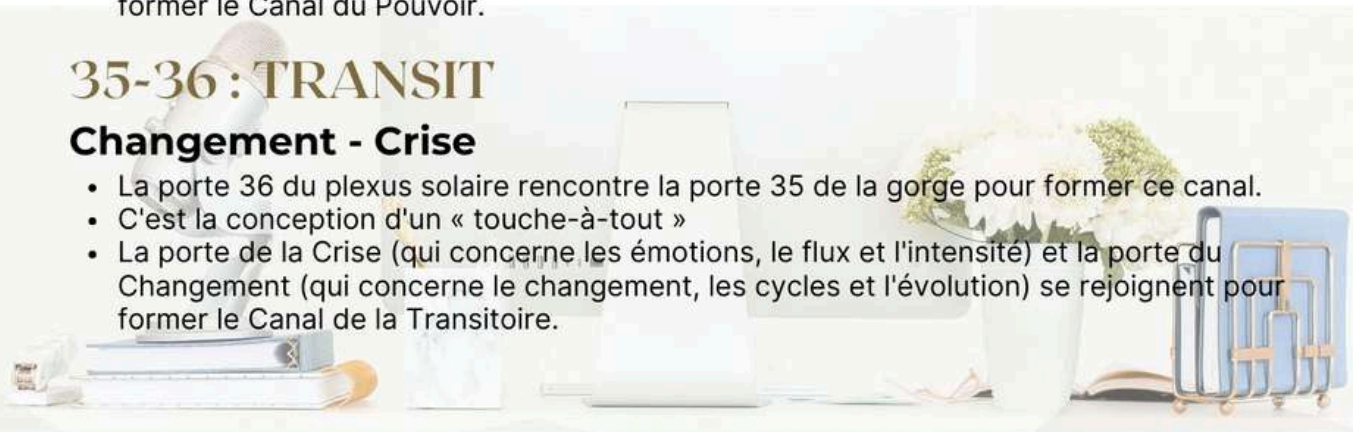 former le Canal du Pouvoir.
35-36 : TRANSIT
Changement - Crise
• La porte 36 du plexus solaire rencontre la porte 35 de la gorge pour former ce canal.
• C'est la conception d'un « touche-à-tout »
• La porte de la Crise (qui concerne les émotions, le flux et l'intensité) et la porte du
Changement (qui concerne le changement, les cycles et l'évolution) se rejoignent pour
former le Canal de la Transitoire.